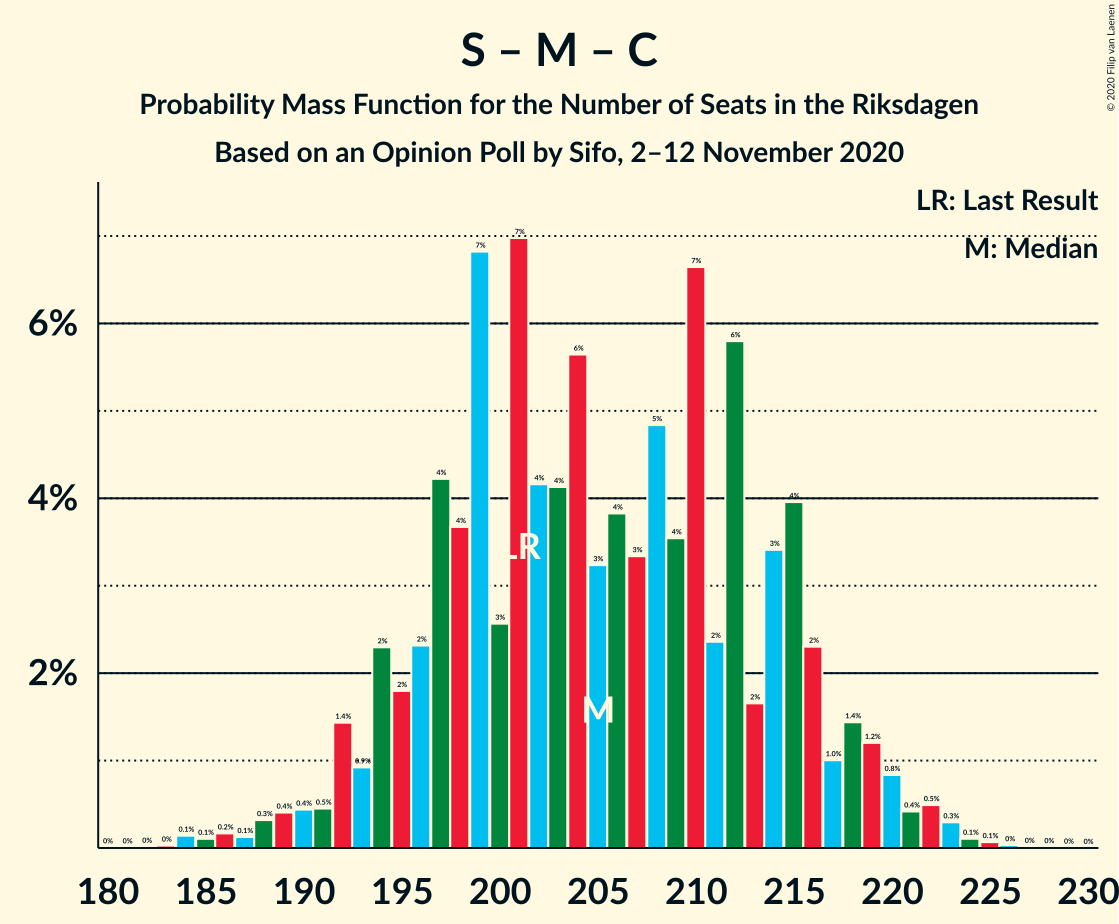 S – M – C
Probability Mass Function for the Number of Seats in the Riksdagen
Based on an Opinion Poll by Sifo, 2–12 November 2020
© 2020 Filip van Laenen
LR: Last Result
M: Median
6%
4%
2%
0% 0% 0% 0% 0.1% 0.1% 0.2% 0.1% 0.3% 0.4% 0.4% 0.5% 1.4% 0.9% 2% 2% 2% 4% 4% 7% 3% 7% 4% 4% 6% 3% 4% 3% 5% 4% 7% 2% 6% 2% 3% 4% 2% 1.0% 1.4% 1.2% 0.8% 0.4% 0.5% 0.3% 0.1% 0.1% 0% 0% 0% 0% 0%
LR
M
180 185 190 195 200 205 210 215 220 225 230